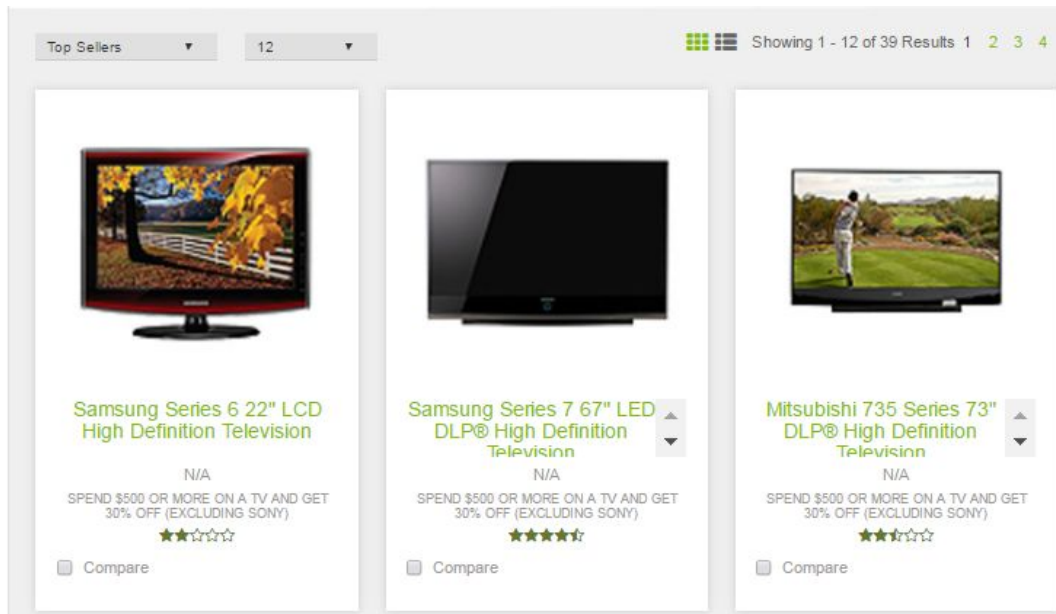 Top Sellers
12
Showing 1 - 12 of 39 Results 1 2 3 4
SAMSUNG
Samsung Series 6 22" LCD
High Definition Television
N/A
SPEND $500 OR MORE ON A TV AND GET
30% OFF (EXCLUDING SONY)
Compare
Samsung Series 7 67" LED
DLP® High Definition
Television
N/A
SPEND $500 OR MORE ON A TV AND GET
30% OFF (EXCLUDING SONY)
Compare
Mitsubishi 735 Series 73"
DLP® High Definition
Television
N/A
SPEND $500 OR MORE ON A TV AND GET
30% OFF (EXCLUDING SONY)
Compare